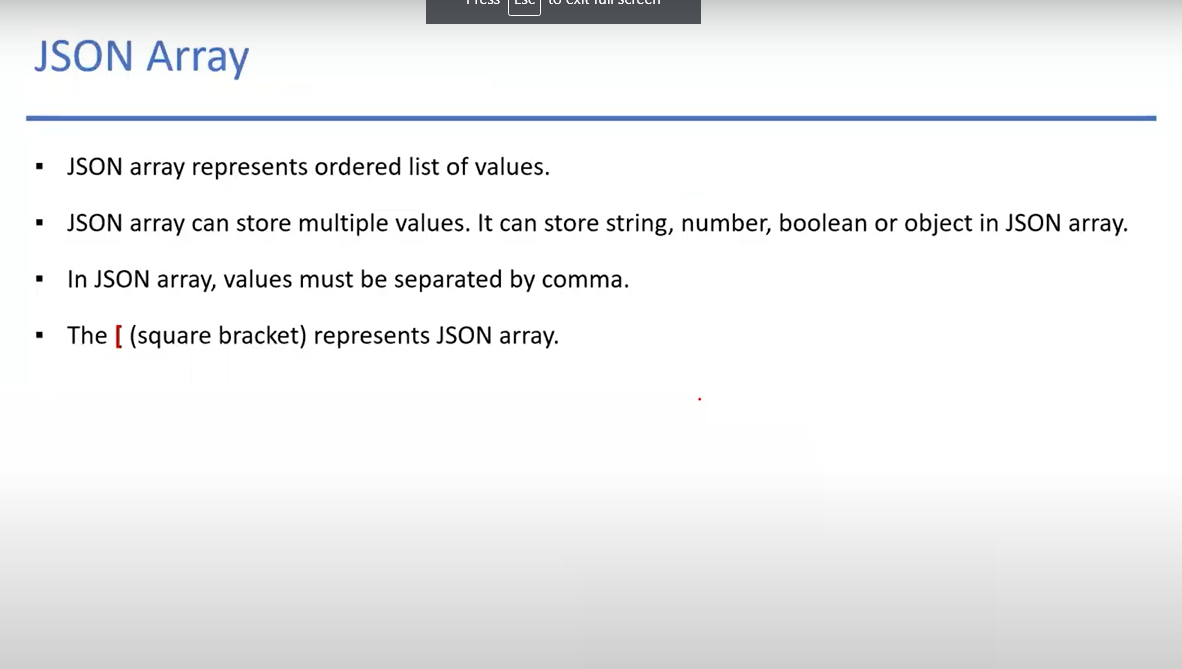 Press Esc to exit full screen
JSON Array
▪ JSON array represents ordered list of values.
▪ JSON array can store multiple values. It can store string, number, boolean or object in JSON array.
▪ In JSON array, values must be separated by comma.
▪ The [ (square bracket) represents JSON array.